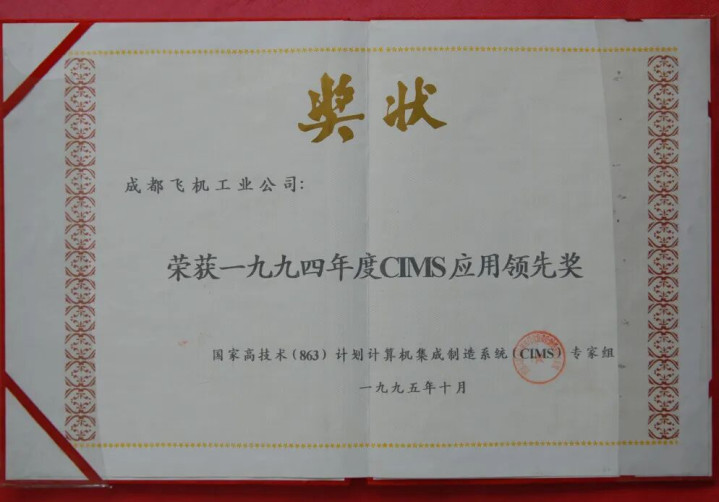 奖状
成都飞机工业公司:
荣获一九九四年度CIMS应用领先奖
国家高技术(863)计划计算机集成制造系统(CIMS)专家组
一九九五年十月